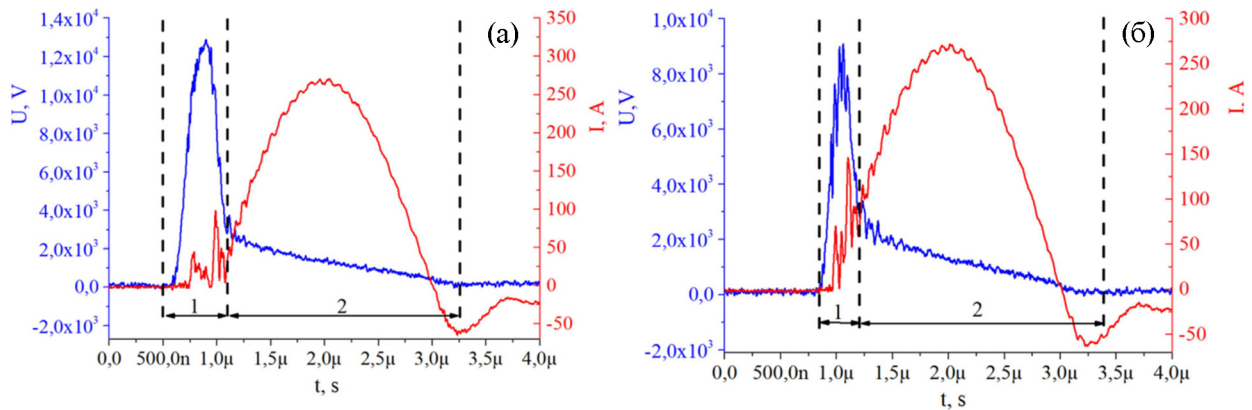 (а)
U, V
1,4x10⁴
1,2x10⁴
1,0x10⁴
8,0x10³
6,0x10³
4,0x10³
2,0x10³
0,0
-2,0x10³
350
300
250
200
150
100
50
0
-50
I, A
1
2
0,0 500,0n 1,0µ 1,5µ 2,0µ 2,5µ 3,0µ 3,5µ 4,0µ
t, s
(б)
U,V
1,0x10⁴
8,0x10³
6,0x10³
4,0x10³
2,0x10³
0,0
-2,0x10³
300
250
200
150
100
50
0
-50
I, A
1
2
0,0 500,0n 1,0µ 1,5µ 2,0µ 2,5µ 3,0µ 3,5µ 4,0µ
t, s